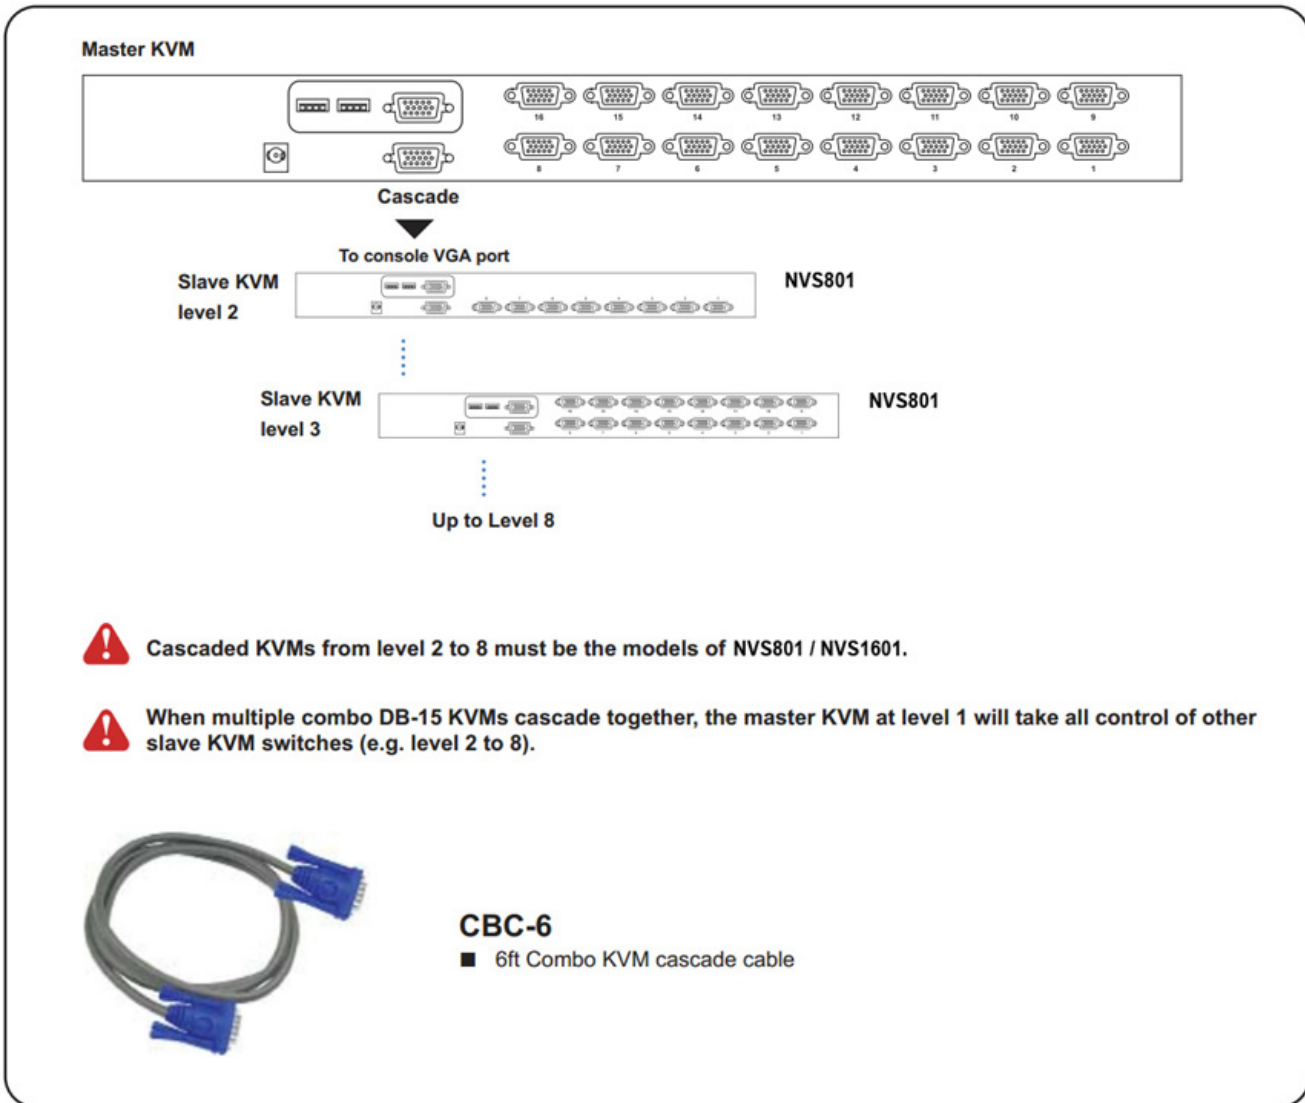 Master KVM
16 15 14 13 12 11 10 9
8 7 6 5 4 3 2 1
Cascade
To console VGA port
Slave KVM
level 2
NVS801
Slave KVM
level 3
NVS801
Up to Level 8
Cascaded KVMs from level 2 to 8 must be the models of NVS801 / NVS1601.
When multiple combo DB-15 KVMs cascade together, the master KVM at level 1 will take all control of other
slave KVM switches (e.g. level 2 to 8).
CBC-6
■ 6ft Combo KVM cascade cable